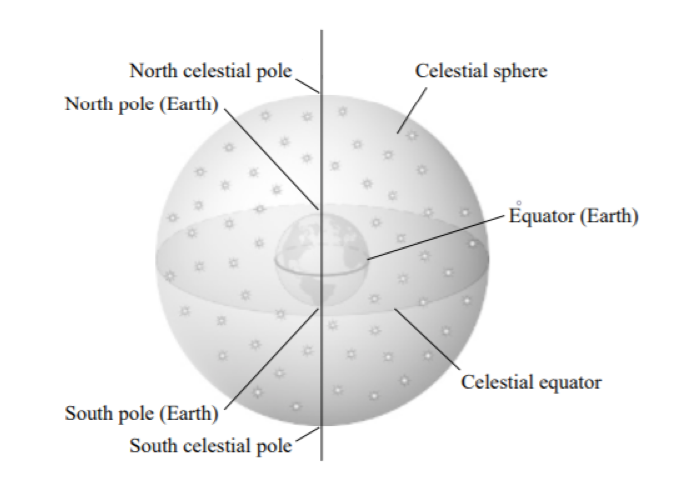 North celestial pole
Celestial sphere
North pole (Earth)
Equator (Earth)
Celestial equator
South pole (Earth)
South celestial pole